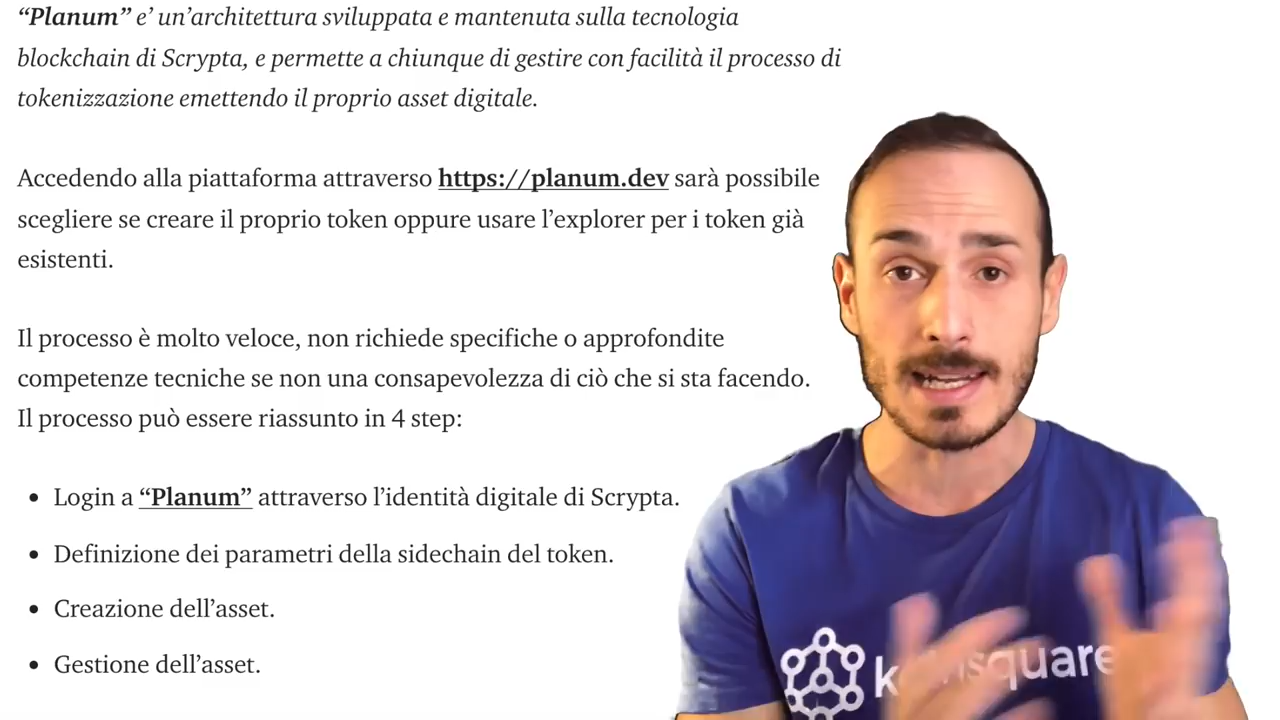 “Planum” e’ un’architettura sviluppata e mantenuta sulla tecnologia
blockchain di Scrypta, e permette a chiunque di gestire con facilità il processo di
tokenizzazione emettendo il proprio asset digitale.
Accedendo alla piattaforma attraverso https://planum.dev sarà possibile
scegliere se creare il proprio token oppure usare l’explorer per i token già
esistenti.
Il processo è molto veloce, non richiede specifiche o approfondite
competenze tecniche se non una consapevolezza di ciò che si sta facendo.
Il processo può essere riassunto in 4 step:
• Login a “Planum” attraverso l’identità digitale di Scrypta.
• Definizione dei parametri della sidechain del token.
• Creazione dell’asset.
• Gestione dell’asset.